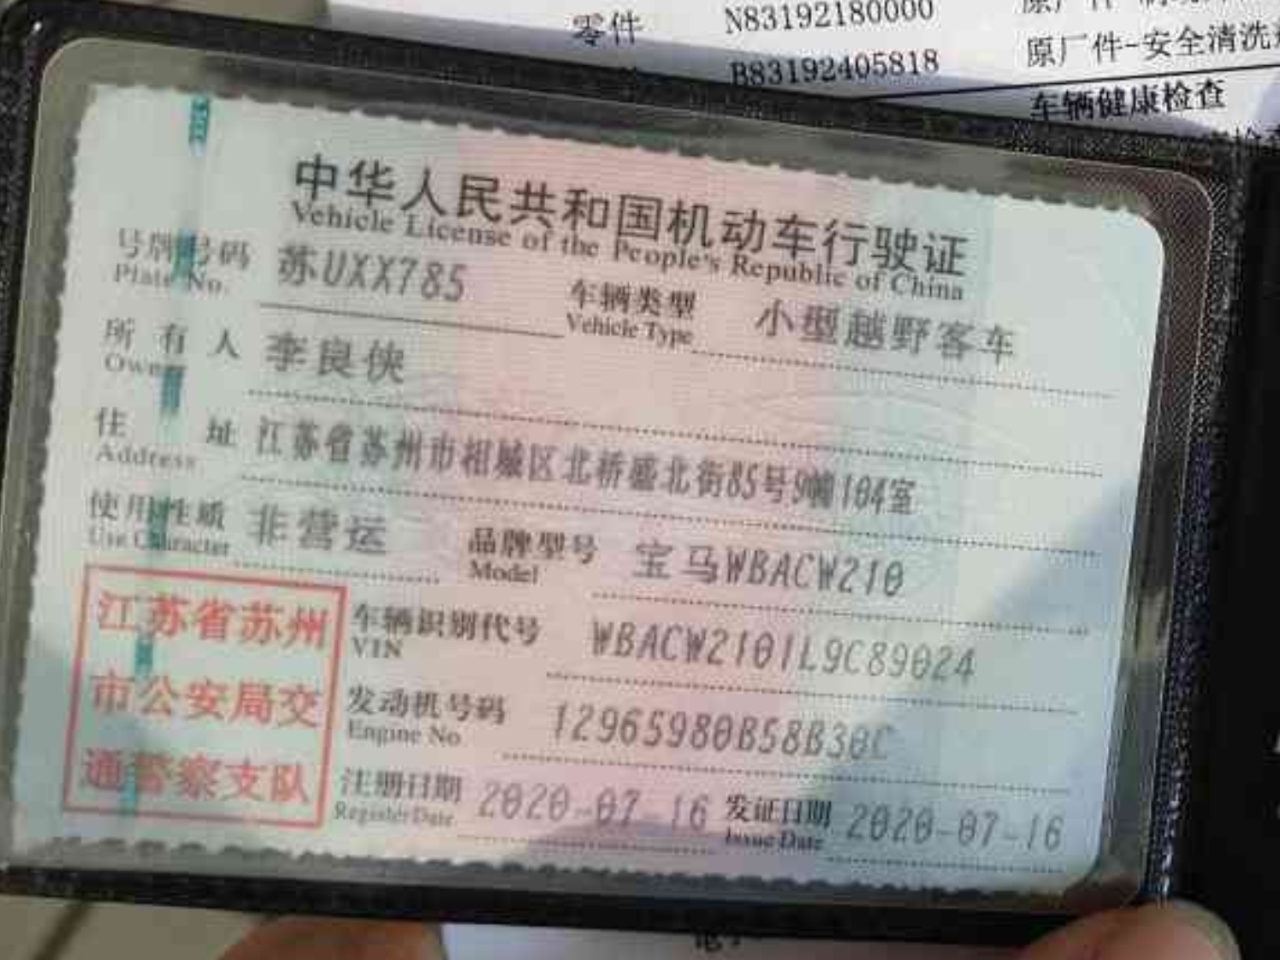 零件 N83192180000
B83192405818 原厂件-安全清洗
车辆健康检查
中华人民共和国机动车行驶证
Vehicle License of the People's Republic of China
号牌号码 苏UXX785 车辆类型 小型越野客车
Plate No. Vehicle Type
所有人 李良侠
Owner
住址 江苏省苏州市相城区北桥盛北街85号9幢104室
Address
使用性质 非营运 品牌型号 宝马WBACW210
Use Character Model
江苏省苏州
市公安局交
通警察支队
车辆识别代号 WBACW2101L9C89024
VIN
发动机号码 12965980B58B30C
Engine No.
注册日期 2020-07-16 发证日期 2020-07-16
Register Date Issue Date